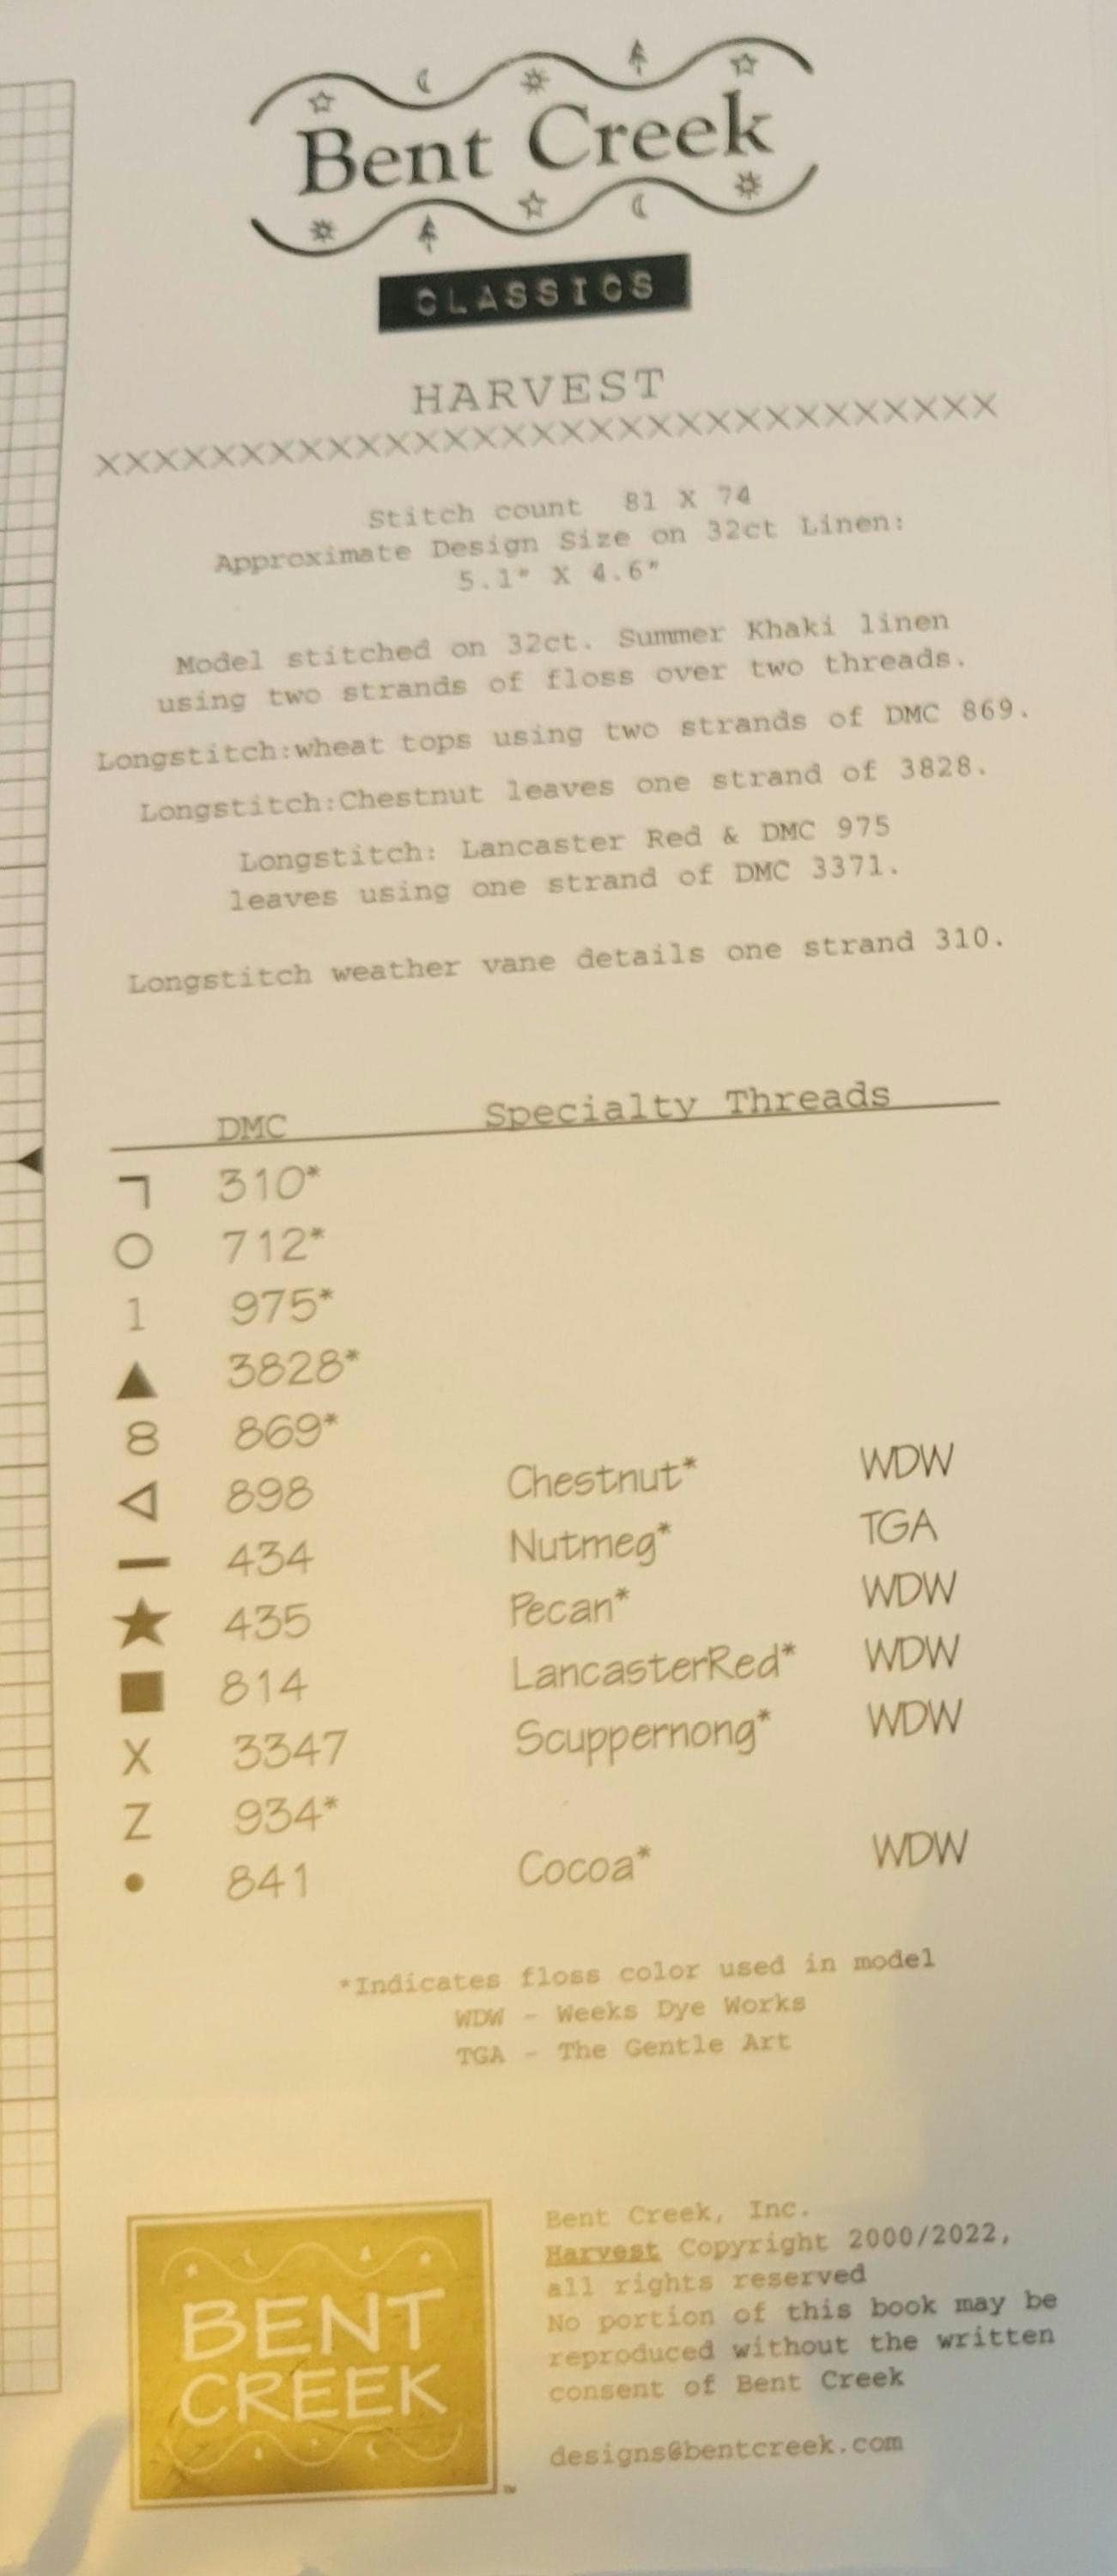 Bent Creek
CLASSICS
HARVEST
XXXXXXXXXXXXXXXXXXXXXXXXXXXXXXX
Stitch count 81 X 74
Approximate Design Size on 32ct Linen:
5.1" X 4.6"
Model stitched on 32ct. Summer Khaki linen
using two strands of floss over two threads.
Longstitch:wheat tops using two strands of DMC 869.
Longstitch:Chestnut leaves one strand of 3828.
Longstitch: Lancaster Red & DMC 975
leaves using one strand of DMC 3371.
Longstitch weather vane details one strand 310.
DMC Specialty Threads
310*
712*
1 975*
3828*
8 869*
898 Chestnut* WDW
434 Nutmeg* TGA
435 Pecan* WDW
814 LancasterRed* WDW
X 3347 Scuppernong* WDW
Z 934*
841 Cocoa* WDW
*Indicates floss color used in model
WDW - Weeks Dye Works
TGA - The Gentle Art
BENT
CREEK
™
Bent Creek, Inc.
Harvest Copyright 2000/2022,
all rights reserved
No portion of this book may be
reproduced without the written
consent of Bent Creek
designs@bentcreek.com